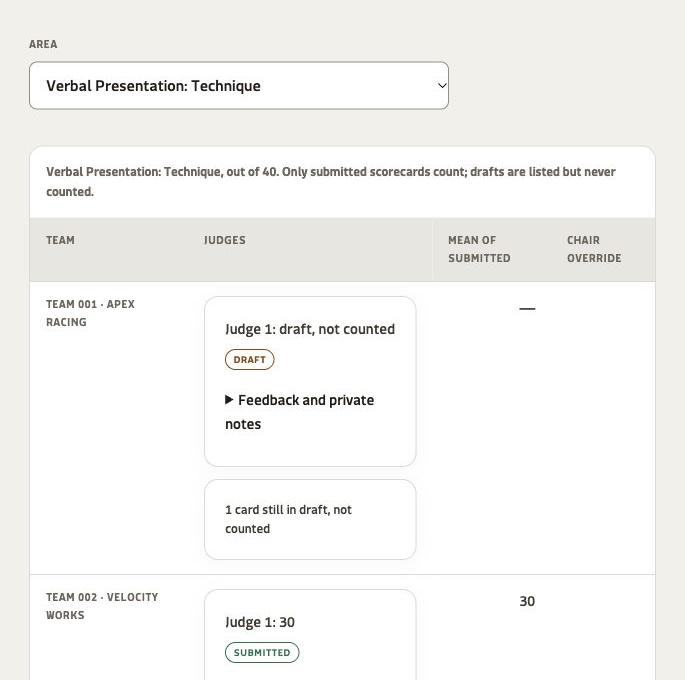 AREA
Verbal Presentation: Technique
Verbal Presentation: Technique, out of 40. Only submitted scorecards count; drafts are listed but never
counted.
TEAM
JUDGES
MEAN OF
SUBMITTED
CHAIR
OVERRIDE
TEAM 001 · APEX
RACING
Judge 1: draft, not counted
DRAFT
▶ Feedback and private
notes
1 card still in draft, not
counted
—
TEAM 002 · VELOCITY
WORKS
Judge 1: 30
SUBMITTED
30